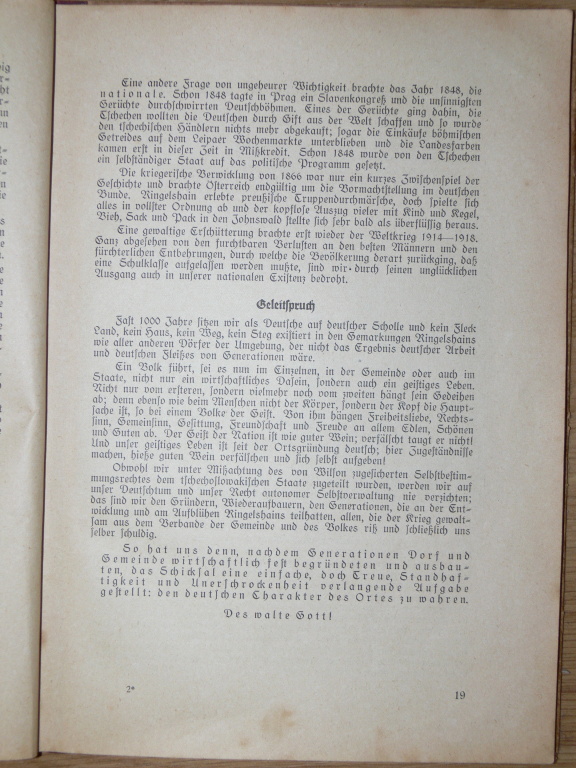 Eine andere Frage von ungeheurer Wichtigkeit brachte das Jahr 1848, die
nationale. Schon 1848 tagte in Prag ein Slavenkongreß und die unsinnigsten
Gerüchte durchschwirrten Deutschböhmen. Eines der Gerüchte ging dahin, die
Tschechen wollten die Deutschen durch Gift aus der Welt schaffen und so wurde
den tschechischen Händlern nichts mehr abgekauft; sogar die Einkäufe böhmischen
Getreides auf dem Leipaer Wochenmarkte unterblieben und die Landesfarben
kamen erst in dieser Zeit in Mißkredit. Schon 1848 wurde von den Tschechen
ein selbständiger Staat auf das politische Programm gesetzt.
Die kriegerische Verwicklung von 1866 war nur ein kurzes Zwischenspiel der
Geschichte und brachte Österreich endgültig um die Vormachtstellung im deutschen
Bunde. Ringelshain erlebte preußische Truppendurchmärsche, doch spielte sich
alles in vollster Ordnung ab und der kopflose Auszug vieler mit Kind und Kegel,
Vieh, Sack und Pack in den Johnswald stellte sich sehr bald als überflüssig heraus.
Eine gewaltige Erschütterung brachte erst wieder der Weltkrieg 1914—1918.
Ganz abgesehen von den furchtbaren Verlusten an den besten Männern und den
fürchterlichen Entbehrungen, durch welche die Bevölkerung derart zurückging, daß
eine Schulklasse aufgelassen werden mußte, sind wir durch seinen unglücklichen
Ausgang auch in unserer nationalen Existenz bedroht.
Geleitspruch
Fast 1000 Jahre sitzen wir als Deutsche auf deutscher Scholle und kein Fleck
Land, kein Haus, kein Weg, kein Steg existiert in den Gemarkungen Ringelshains
wie aller anderen Dörfer der Umgebung, der nicht das Ergebnis deutscher Arbeit
und deutschen Fleißes von Generationen wäre.
Ein Volk führt, sei es nun im Einzelnen, in der Gemeinde oder auch im
Staate, nicht nur ein wirtschaftliches Dasein, sondern auch ein geistiges Leben.
Nicht nur vom ersteren, sondern vielmehr noch vom zweiten hängt sein Gedeihen
ab; denn ebenso wie beim Menschen nicht der Körper, sondern der Kopf die Haupt-
sache ist, so bei einem Volke der Geist. Von ihm hängen Freiheitsliebe, Rechts-
sinn, Gemeinsinn, Gesittung, Freundschaft und Freude an allem Edlen, Schönen
und Guten ab. Der Geist der Nation ist wie guter Wein; verfälscht taugt er nicht!
Und unser geistiges Leben ist seit der Ortsgründung deutsch; hier Zugeständnisse
machen, hieße guten Wein verfälschen und sich selbst aufgeben!
Obwohl wir unter Mißachtung des von Wilson zugesicherten Selbstbestim-
mungsrechtes dem tschechoslowakischen Staate zugeteilt wurden, werden wir auf
unser Deutschtum und unser Recht autonomer Selbstverwaltung nie verzichten;
das sind wir den Gründern, Wiederaufbauern, den Generationen, die an der Ent-
wicklung und am Aufblühen Ringelshains teilhatten, allen, die der Krieg gewalt-
sam aus dem Verbande der Gemeinde und des Volkes riß und schließlich uns
selber schuldig.
So hat uns denn, nachdem Generationen Dorf und
Gemeinde wirtschaftlich fest begründeten und ausbau-
ten, das Schicksal eine einfache, doch Treue, Standhaf-
tigkeit und Unerschrockenheit verlangende Aufgabe
gestellt: den deutschen Charakter des Ortes zu wahren.
Des walte Gott!
2*
19